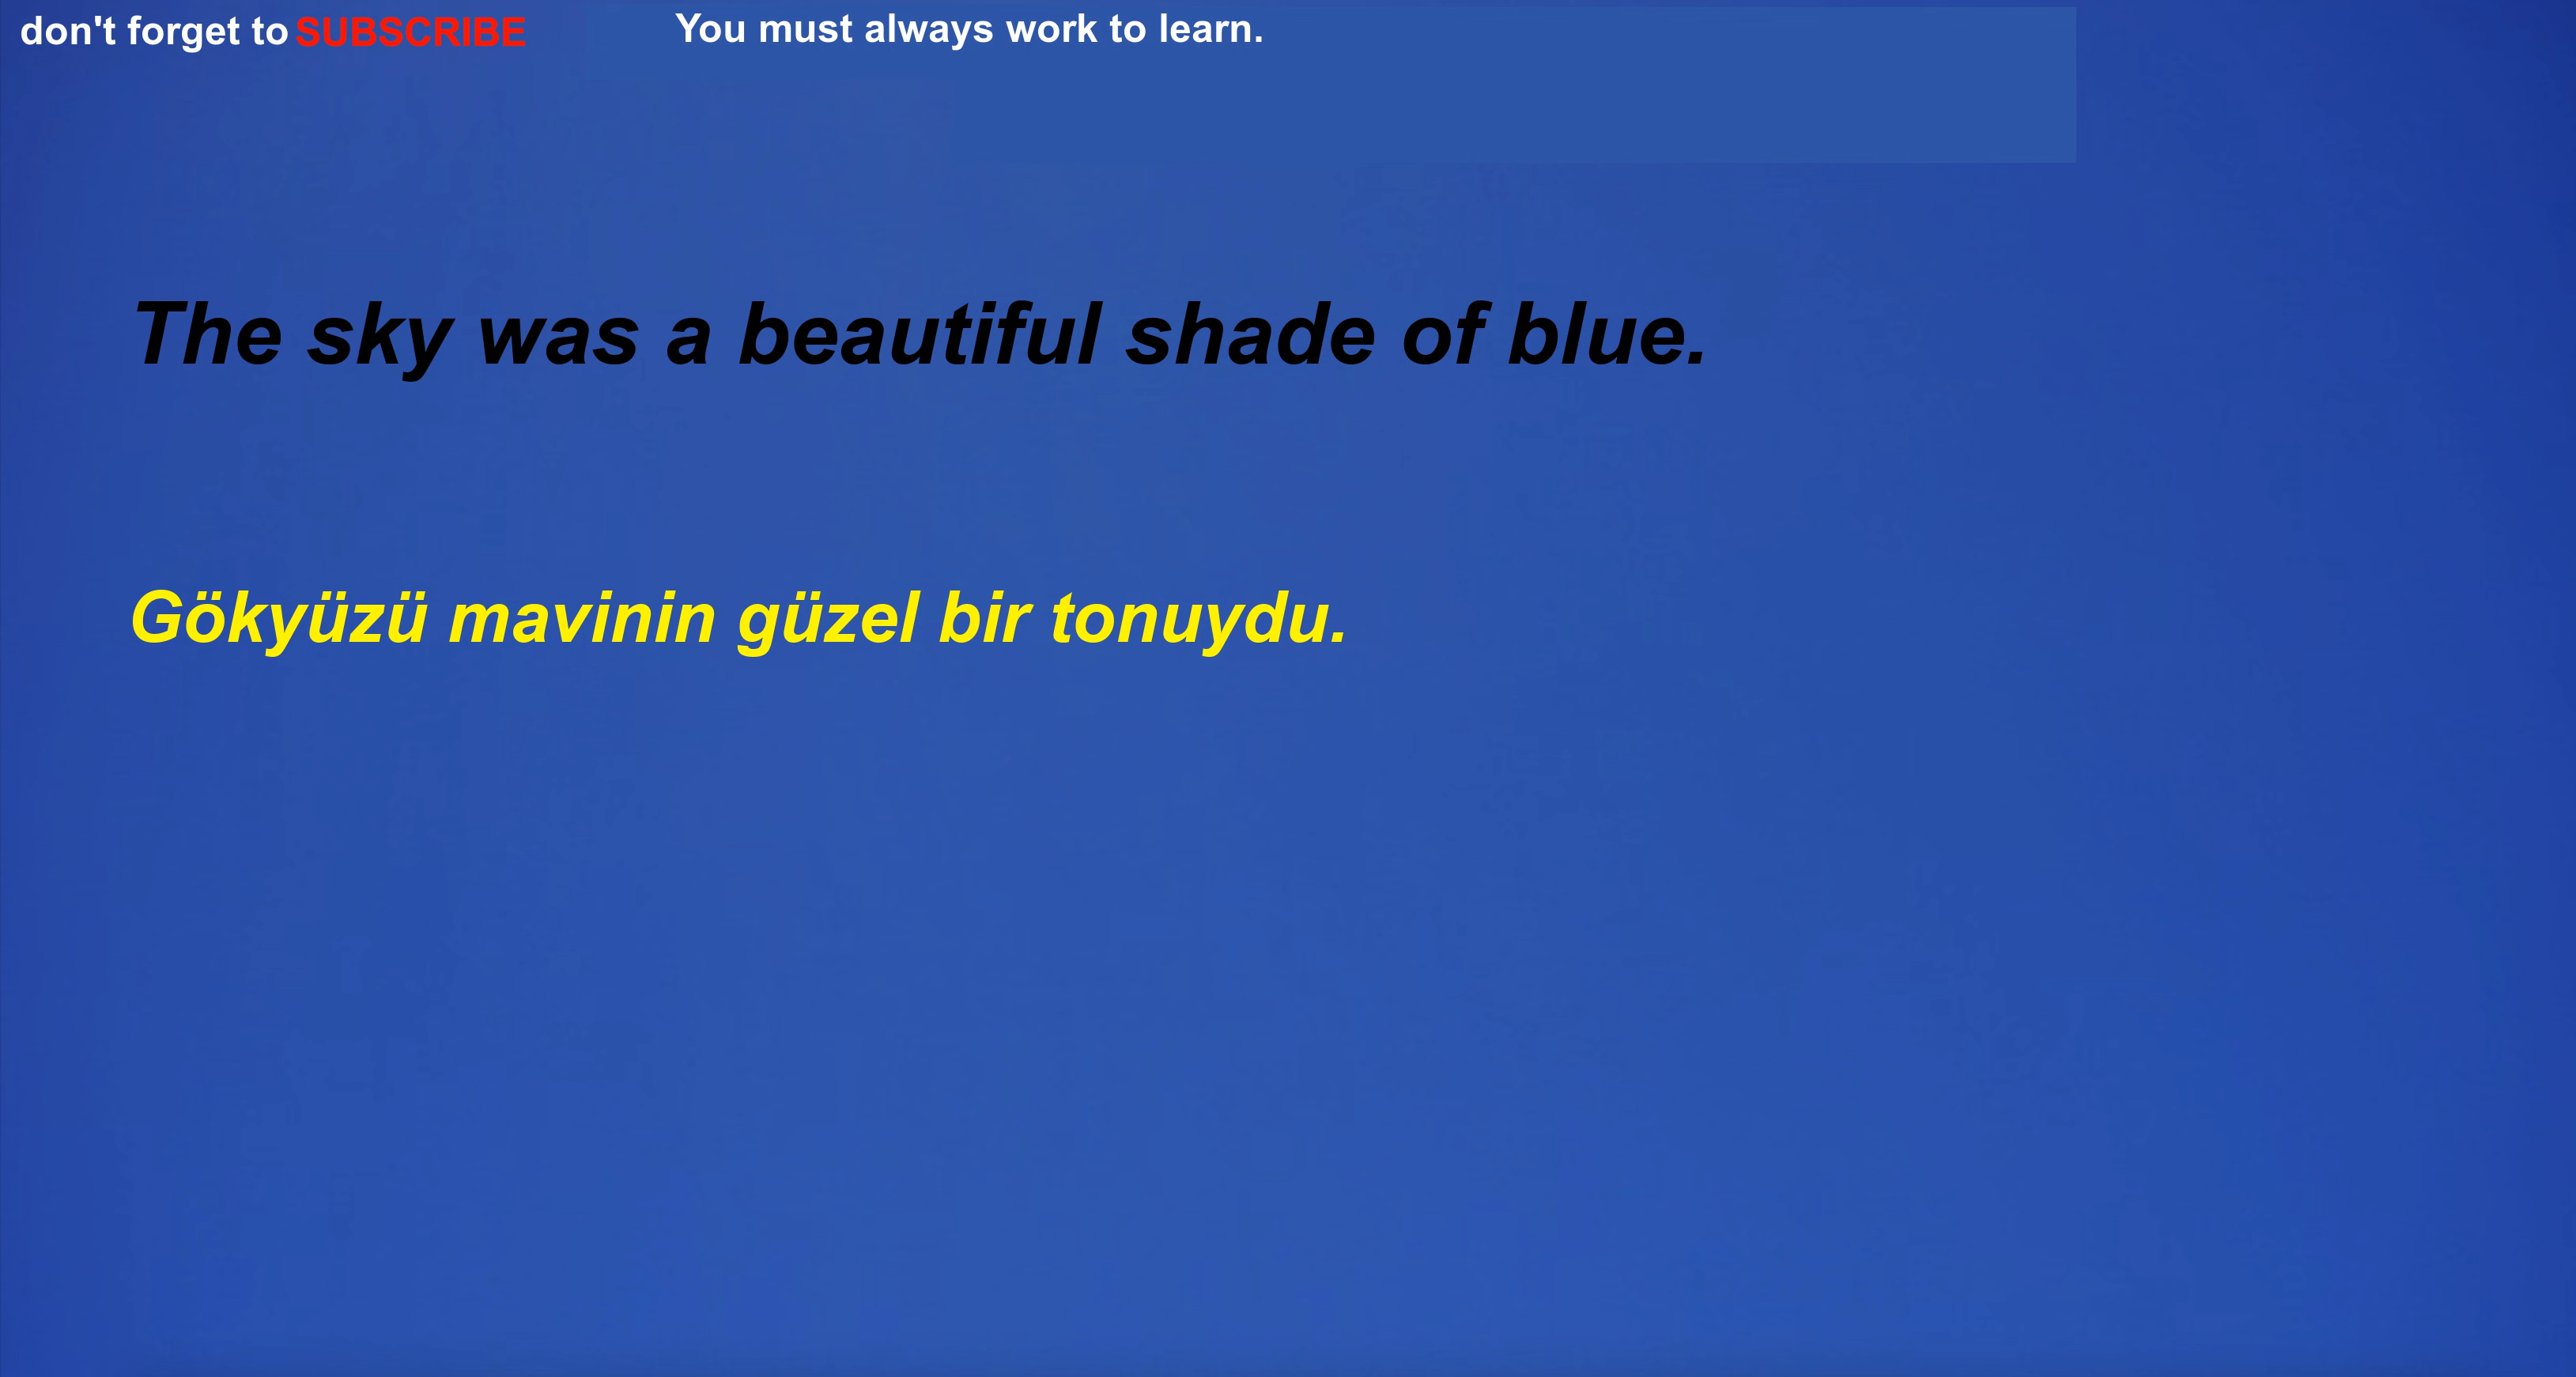 don't forget to SUBSCRIBE
You must always work to learn.
The sky was a beautiful shade of blue.
Gökyüzü mavinin güzel bir tonuydu.